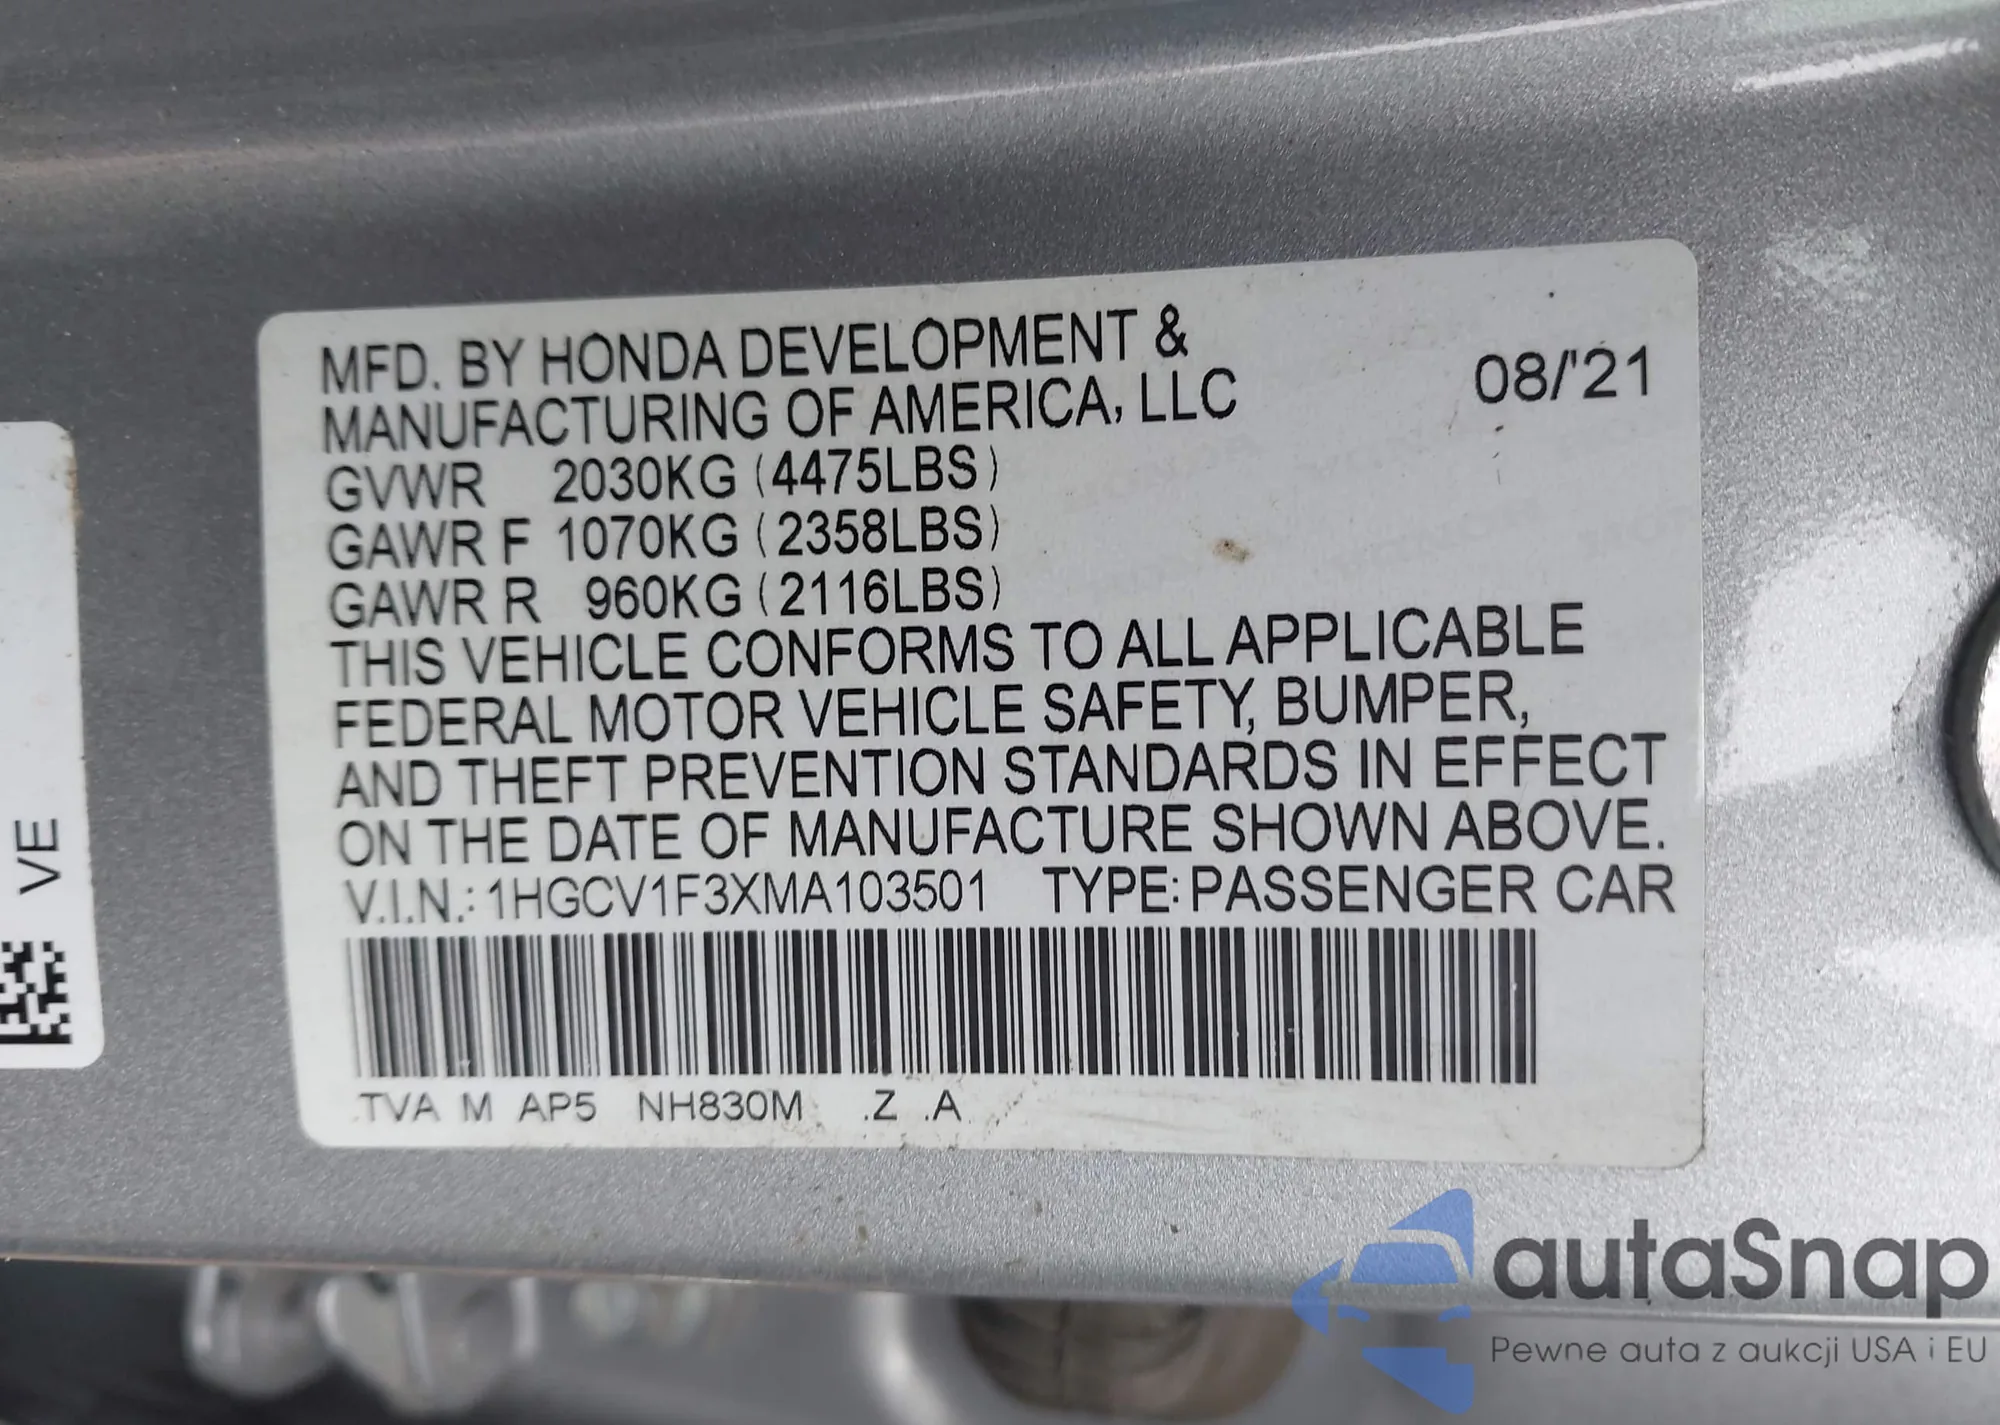 MFD. BY HONDA DEVELOPMENT &
MANUFACTURING OF AMERICA, LLC
08/'21
GVWR 2030KG (4475LBS)
GAWR F 1070KG (2358LBS)
GAWR R 960KG (2116LBS)
THIS VEHICLE CONFORMS TO ALL APPLICABLE
FEDERAL MOTOR VEHICLE SAFETY, BUMPER,
AND THEFT PREVENTION STANDARDS IN EFFECT
ON THE DATE OF MANUFACTURE SHOWN ABOVE.
V.I.N.: 1HGCV1F3XMA103501 TYPE: PASSENGER CAR
.TVA M AP5 NH830M .Z .A
VE
autaSnap
Pewne auta z aukcji USA i EU